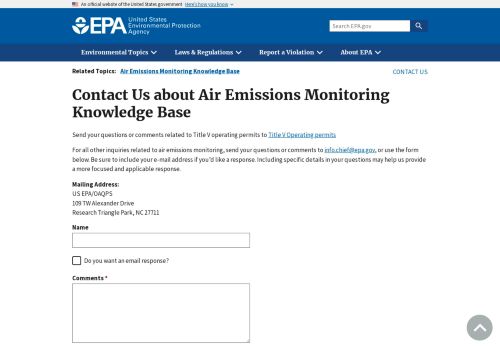 An official website of the United States government Here's how you know
EPA United States
Environmental Protection
Agency
Search EPA.gov
Environmental Topics Laws & Regulations Report a Violation About EPA
Related Topics: Air Emissions Monitoring Knowledge Base CONTACT US
Contact Us about Air Emissions Monitoring
Knowledge Base
Send your questions or comments related to Title V operating permits to Title V Operating permits
For all other inquiries related to air emissions monitoring, send your questions or comments to info.chief@epa.gov, or use the form
below. Be sure to include your e-mail address if you'd like a response. Including specific details in your questions may help us provide
a more focused and applicable response.
Mailing Address:
US EPA/OAQPS
109 TW Alexander Drive
Research Triangle Park, NC 27711
Name
Do you want an email response?
Comments *